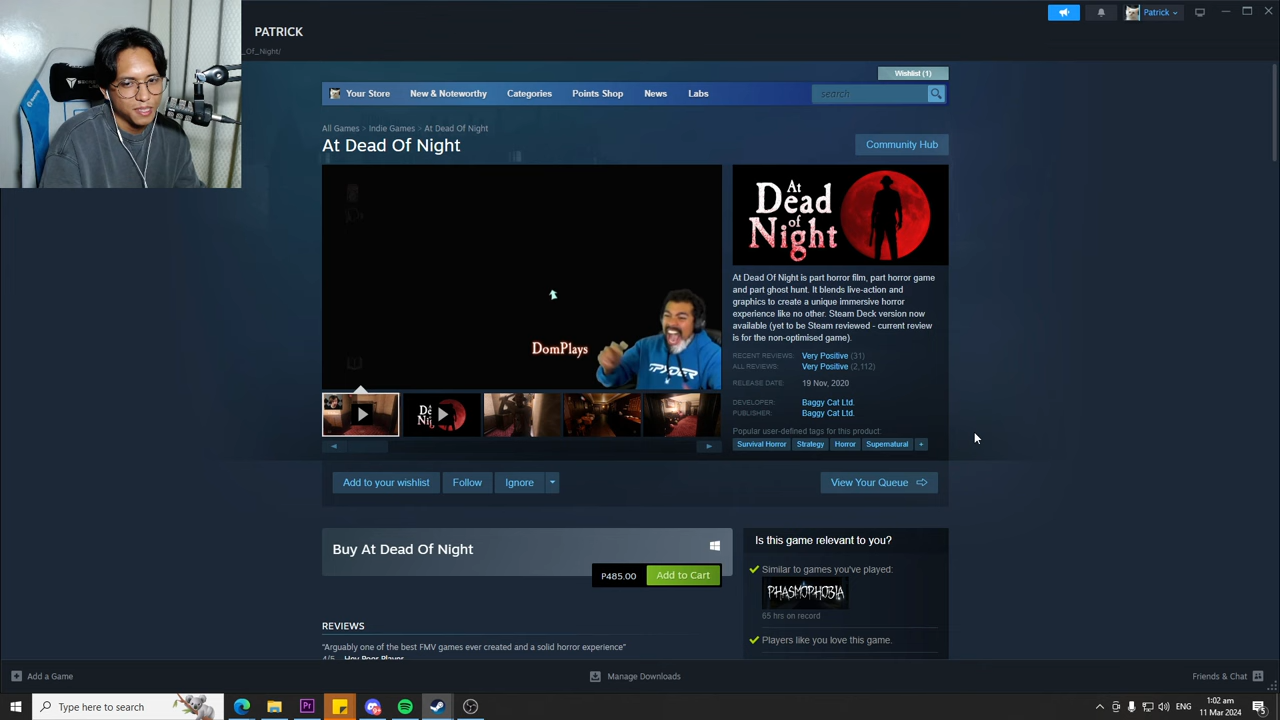 Patrick
PATRICK
_Of_Night/
Wishlist (1)
Your Store
New & Noteworthy
Categories
Points Shop
News
Labs
search
All Games > Indie Games > At Dead Of Night
At Dead Of Night
Community Hub
DomPlays
At
Dead
of
Night
At Dead Of Night is part horror film, part horror game
and part ghost hunt. It blends live-action and
graphics to create a unique immersive horror
experience like no other. Steam Deck version now
available (yet to be Steam reviewed - current review
is for the non-optimised game).
RECENT REVIEWS: Very Positive (31)
ALL REVIEWS: Very Positive (2,112)
RELEASE DATE: 19 Nov, 2020
DEVELOPER: Baggy Cat Ltd.
PUBLISHER: Baggy Cat Ltd.
Popular user-defined tags for this product:
Survival Horror
Strategy
Horror
Supernatural
+
Add to your wishlist
Follow
Ignore
View Your Queue
Buy At Dead Of Night
P485.00
Add to Cart
Is this game relevant to you?
Similar to games you've played:
PHASMOPHOBIA
65 hrs on record
Players like you love this game.
REVIEWS
“Arguably one of the best FMV games ever created and a solid horror experience”
4/5 – Hey Poor Player
Add a Game
Manage Downloads
Friends & Chat
Type here to search
Pr
ENG
1:02 am
11 Mar 2024